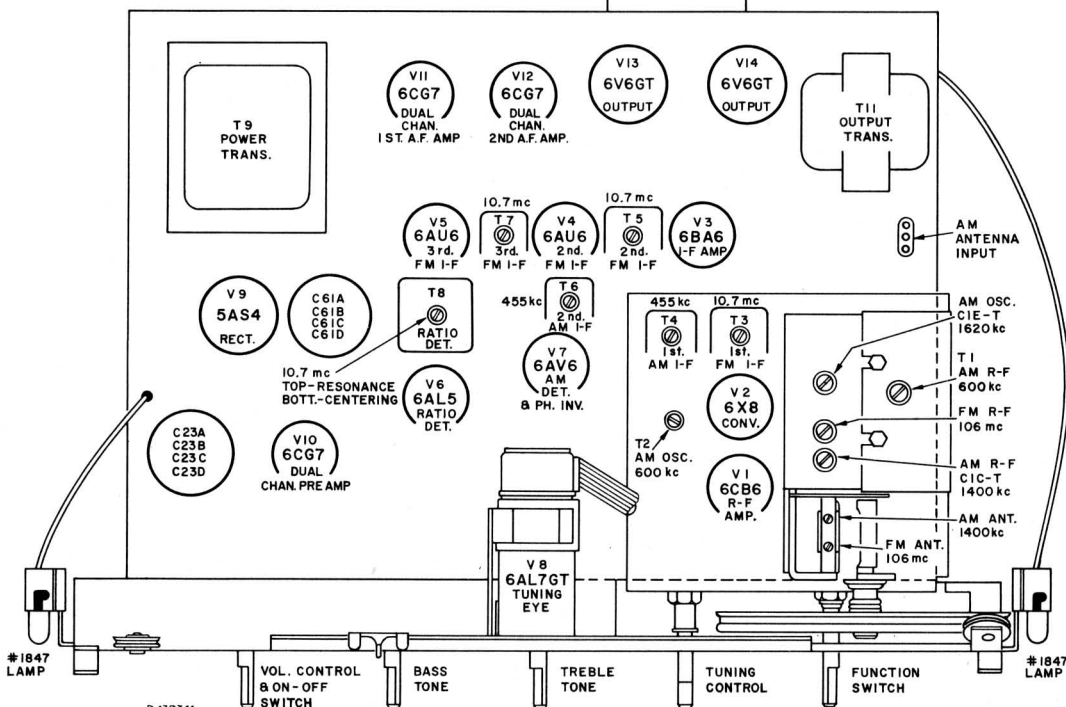 V11
6CG7
DUAL
CHAN.
1ST. A.F. AMP
V12
6CG7
DUAL
CHAN.
2ND A.F. AMP.
V13
6V6GT
OUTPUT
V14
6V6GT
OUTPUT
T9
POWER
TRANS.
T11
OUTPUT
TRANS.
V5
6AU6
3rd.
FM I-F
10.7 mc
T7
3rd.
FM I-F
V4
6AU6
2nd.
FM I-F
10.7 mc
T5
2nd.
FM I-F
V3
6BA6
I-F AMP
AM
ANTENNA
INPUT
V9
5AS4
RECT.
C61A
C61B
C61C
C61D
T8
RATIO
DET.
455kc
T6
2nd.
AM I-F
455kc
T4
1st.
AM I-F
10.7 mc
T3
1st.
FM I-F
AM OSC.
C1E-T
1620kc
T1
AM R-F
600kc
FM R-F
106 mc
AM R-F
C1C-T
1400kc
AM ANT.
1400kc
FM ANT.
106mc
10.7 mc
TOP-RESONANCE
BOTT.-CENTERING
V6
6AL5
RATIO
DET.
V7
6AV6
AM
DET.
& PH. INV.
V2
6X8
CONV.
T2
AM OSC.
600 kc
V1
6CB6
R-F
AMP.
C23A
C23B
C23C
C23D
V10
6CG7
DUAL
CHAN. PRE AMP
V8
6AL7GT
TUNING
EYE
#1847
LAMP
VOL. CONTROL
& ON-OFF
SWITCH
BASS
TONE
TREBLE
TONE
TUNING
CONTROL
FUNCTION
SWITCH
#1847
LAMP